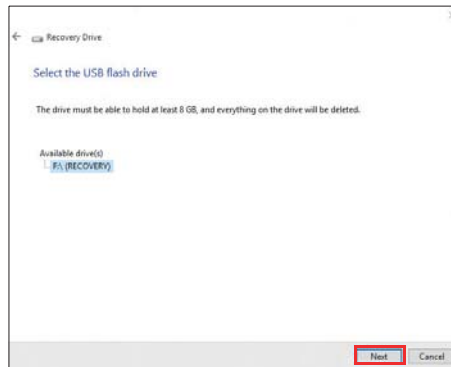 Recovery Drive
Select the USB flash drive
The drive must be able to hold at least 8 GB, and everything on the drive will be deleted.
Available drive(s)
F:\ (RECOVERY)
Next Cancel